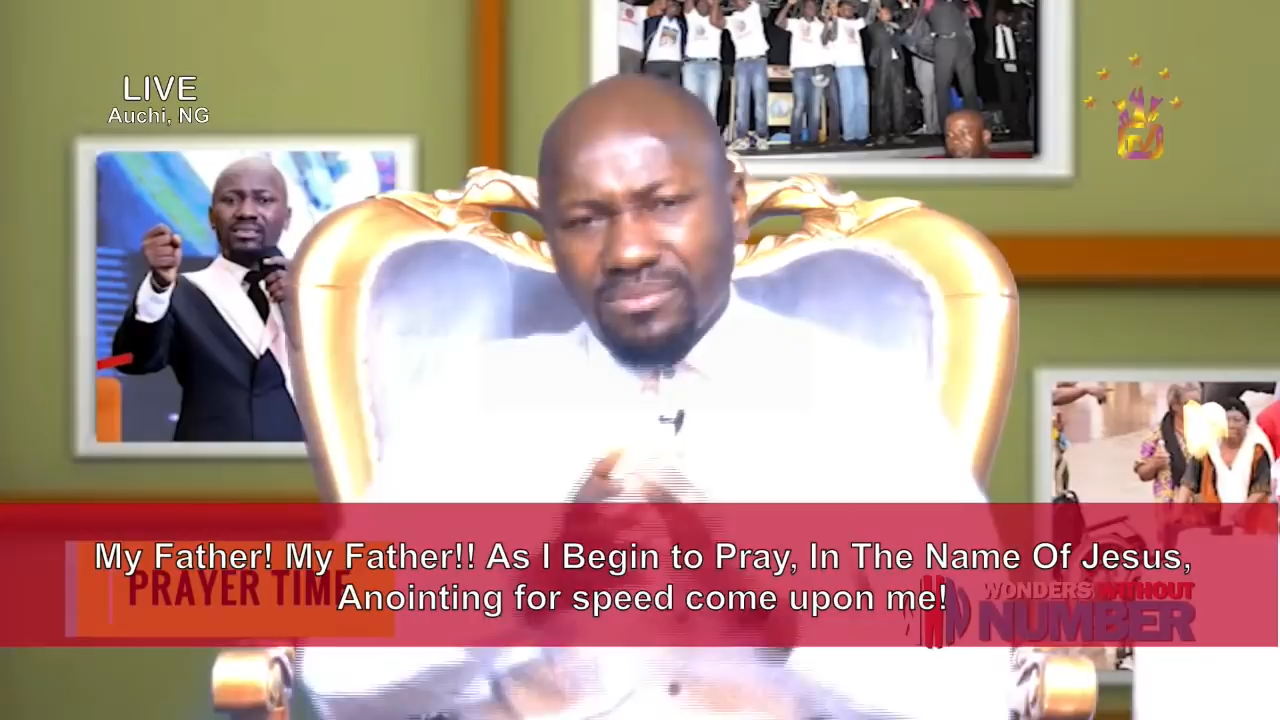 LIVE
Auchi, NG
My Father! My Father!! As I Begin to Pray, In The Name Of Jesus,
Anointing for speed come upon me!
PRAYER TIME
WONDERS WITHOUT
NUMBER